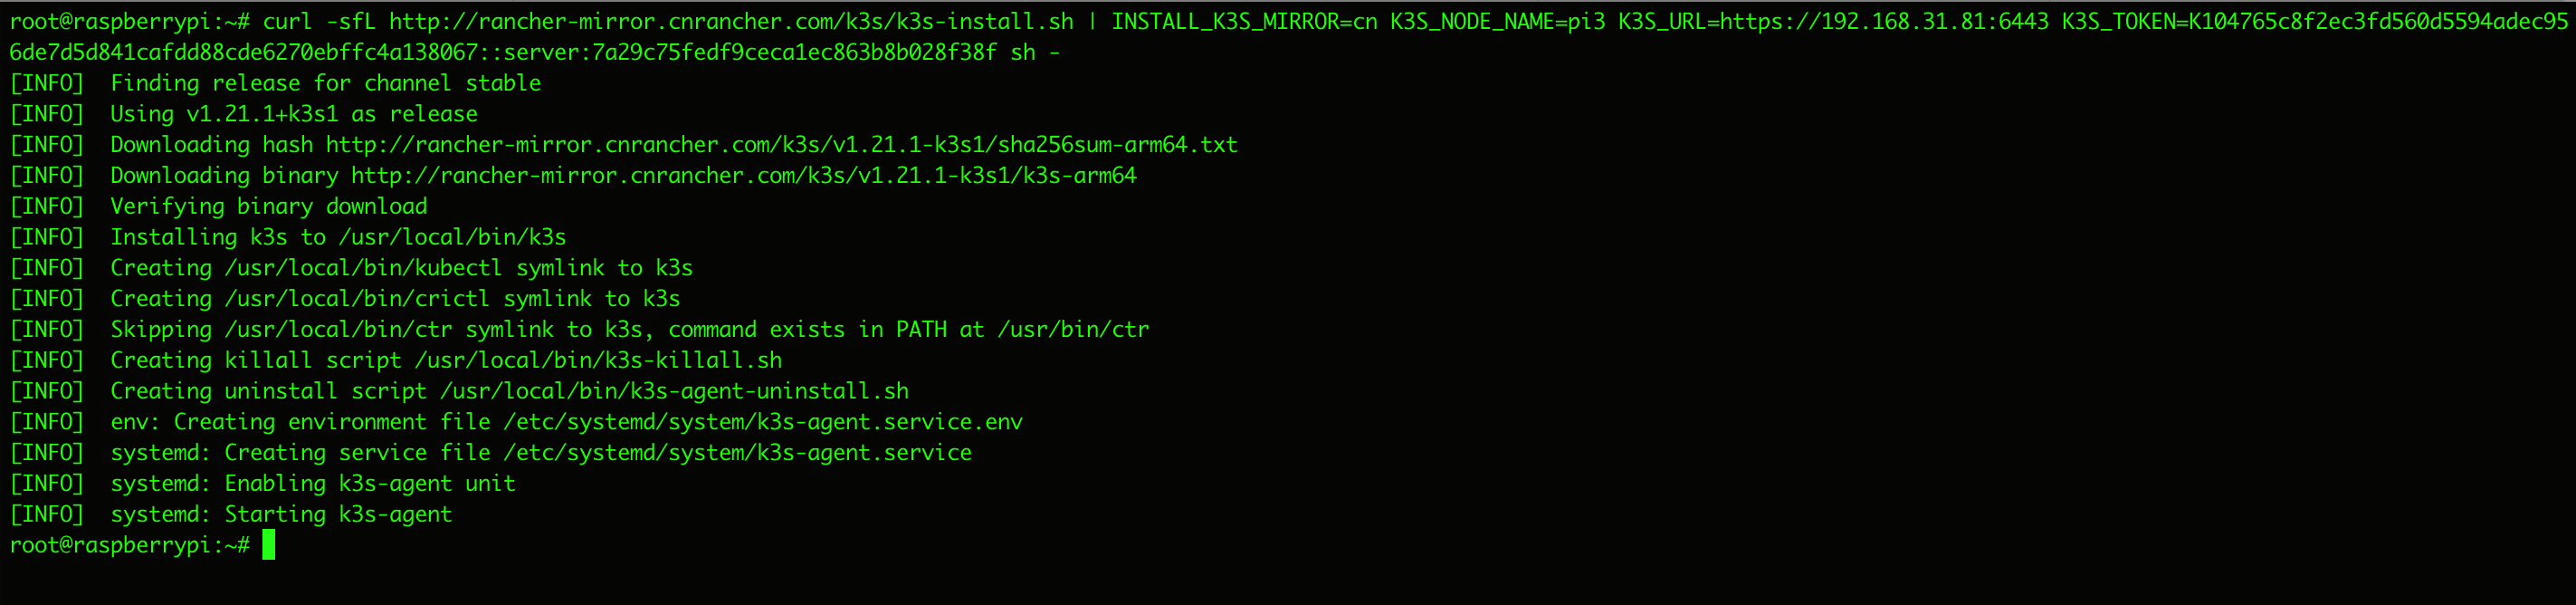 root@raspberrypi:~# curl -sfL http://rancher-mirror.cnrancher.com/k3s/k3s-install.sh | INSTALL_K3S_MIRROR=cn K3S_NODE_NAME=pi3 K3S_URL=https://192.168.31.81:6443 K3S_TOKEN=K104765c8f2ec3fd560d5594adec95
6de7d5d841cafdd88cde6270ebffc4a138067::server:7a29c75fedf9ceca1ec863b8b028f38f sh -
[INFO]  Finding release for channel stable
[INFO]  Using v1.21.1+k3s1 as release
[INFO]  Downloading hash http://rancher-mirror.cnrancher.com/k3s/v1.21.1-k3s1/sha256sum-arm64.txt
[INFO]  Downloading binary http://rancher-mirror.cnrancher.com/k3s/v1.21.1-k3s1/k3s-arm64
[INFO]  Verifying binary download
[INFO]  Installing k3s to /usr/local/bin/k3s
[INFO]  Creating /usr/local/bin/kubectl symlink to k3s
[INFO]  Creating /usr/local/bin/crictl symlink to k3s
[INFO]  Skipping /usr/local/bin/ctr symlink to k3s, command exists in PATH at /usr/bin/ctr
[INFO]  Creating killall script /usr/local/bin/k3s-killall.sh
[INFO]  Creating uninstall script /usr/local/bin/k3s-agent-uninstall.sh
[INFO]  env: Creating environment file /etc/systemd/system/k3s-agent.service.env
[INFO]  systemd: Creating service file /etc/systemd/system/k3s-agent.service
[INFO]  systemd: Enabling k3s-agent unit
[INFO]  systemd: Starting k3s-agent
root@raspberrypi:~#